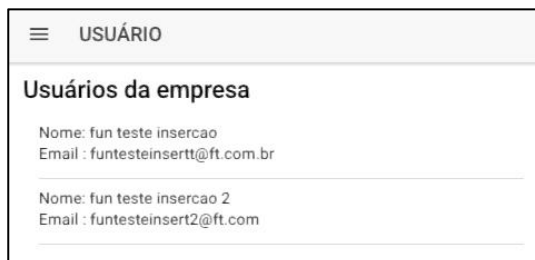 USUÁRIO
Usuários da empresa
Nome: fun teste insercao
Email : funtesteinsertt@ft.com.br
Nome: fun teste insercao 2
Email : funtesteinsert2@ft.com